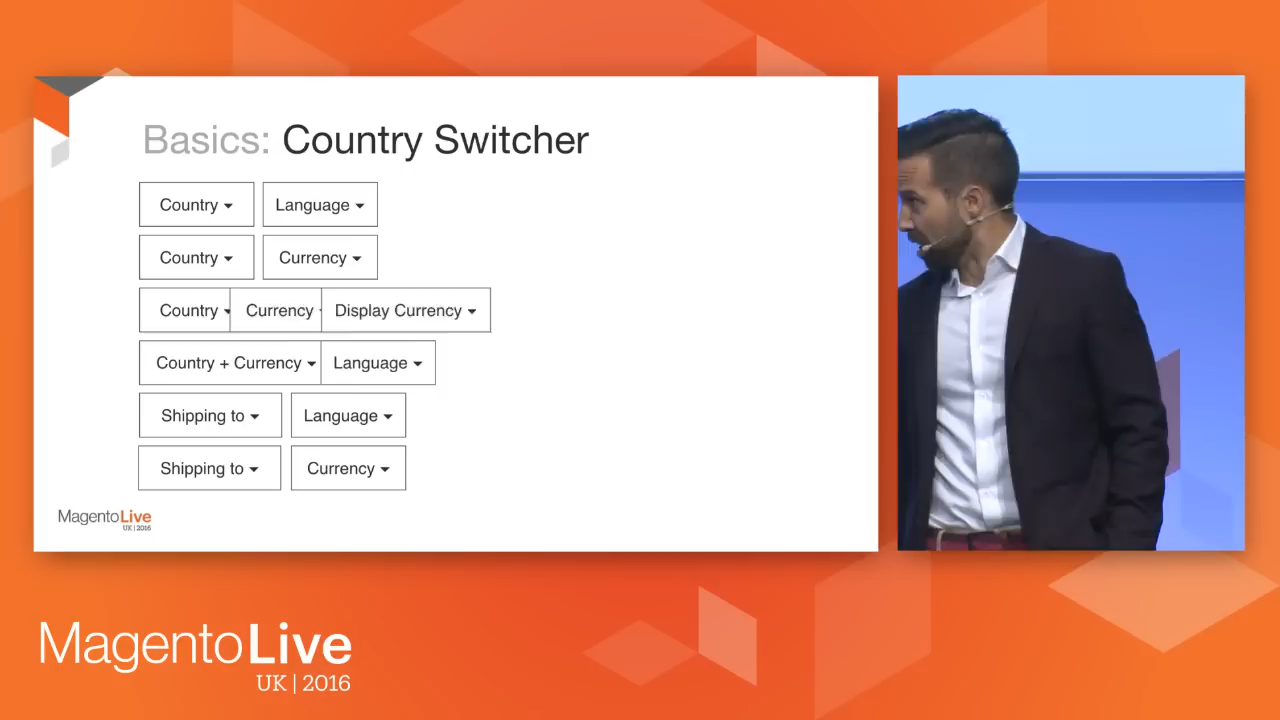 Basics: Country Switcher
Country Language
Country Currency
Country Currency Display Currency
Country + Currency Language
Shipping to Language
Shipping to Currency
MagentoLive
UK | 2016
MagentoLive
UK | 2016